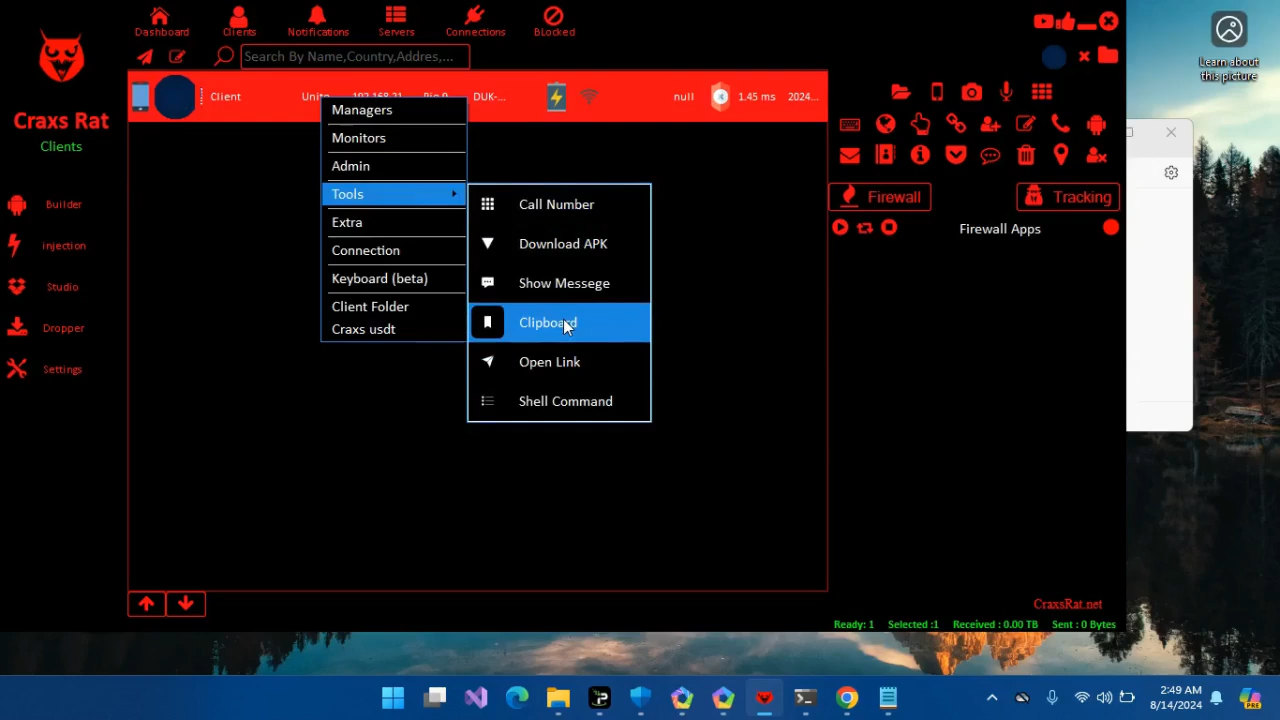 Dashboard
Clients
Notifications
Servers
Connections
BLocked
Search By Name,Country,Addres,...
Learn about
this picture
Craxs Rat
Clients
Client
DUK-...
null
1.45 ms
2024...
Managers
Monitors
Admin
Tools
Extra
Connection
Keyboard (beta)
Client Folder
Craxs usdt
Call Number
Download APK
Show Messege
Clipboard
Open Link
Shell Command
Builder
injection
Studio
Dropper
Settings
Firewall
Tracking
Firewall Apps
CraxsRat.net
Ready: 1 Selected :1 Received : 0.00 TB Sent : 0 Bytes
2:49 AM
8/14/2024
PRE